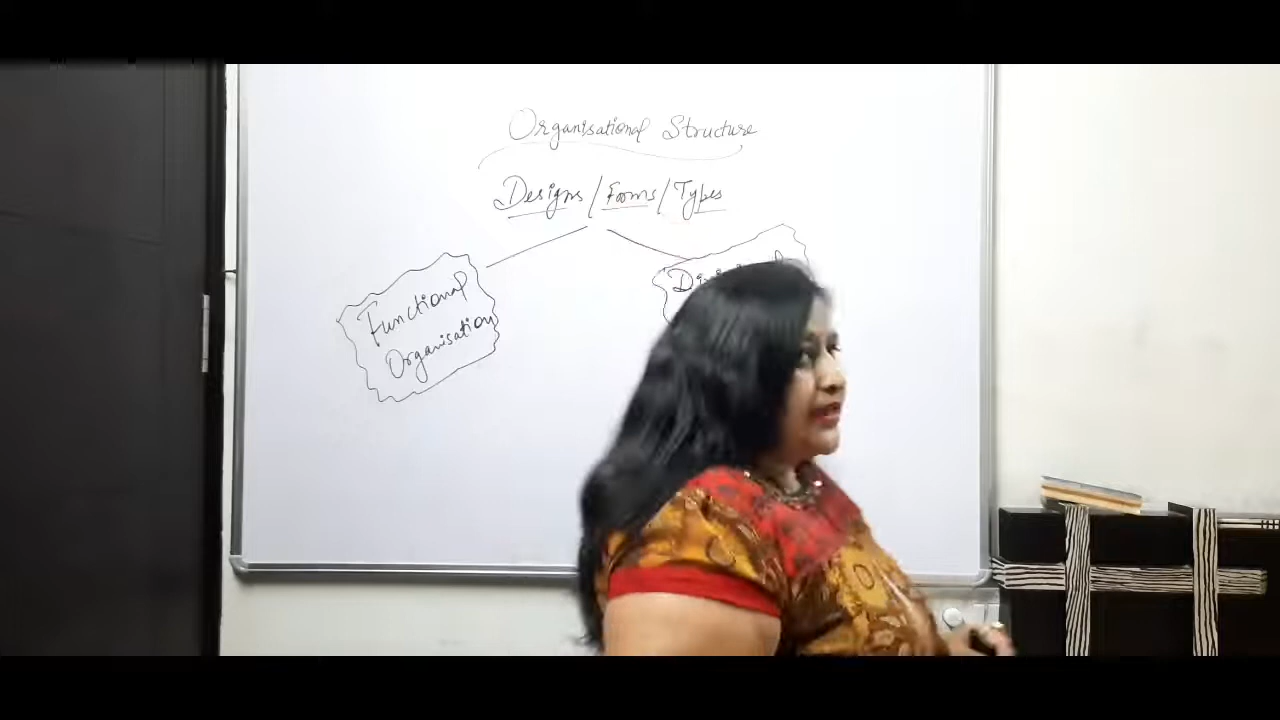 Organisational Structure
Designs / Forms / Types
Functional
Organisation